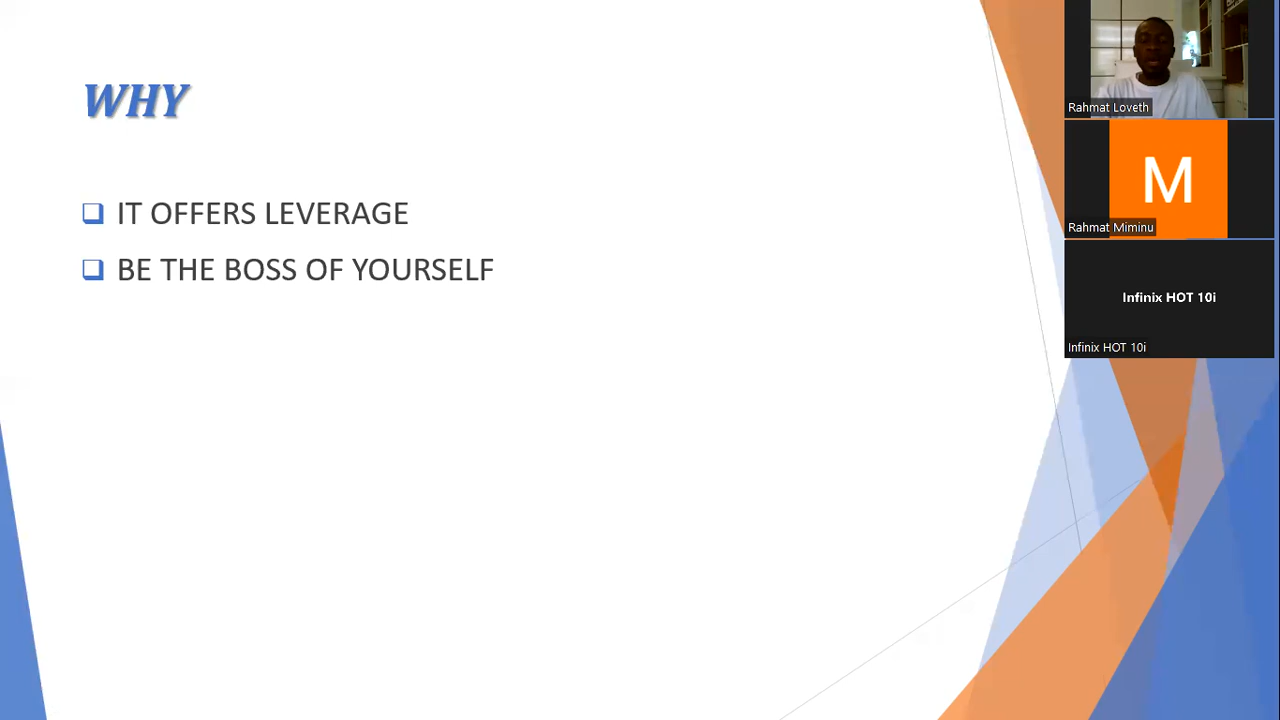 WHY
IT OFFERS LEVERAGE
BE THE BOSS OF YOURSELF
Rahmat Loveth
M
Rahmat Miminu
Infinix HOT 10i
Infinix HOT 10i